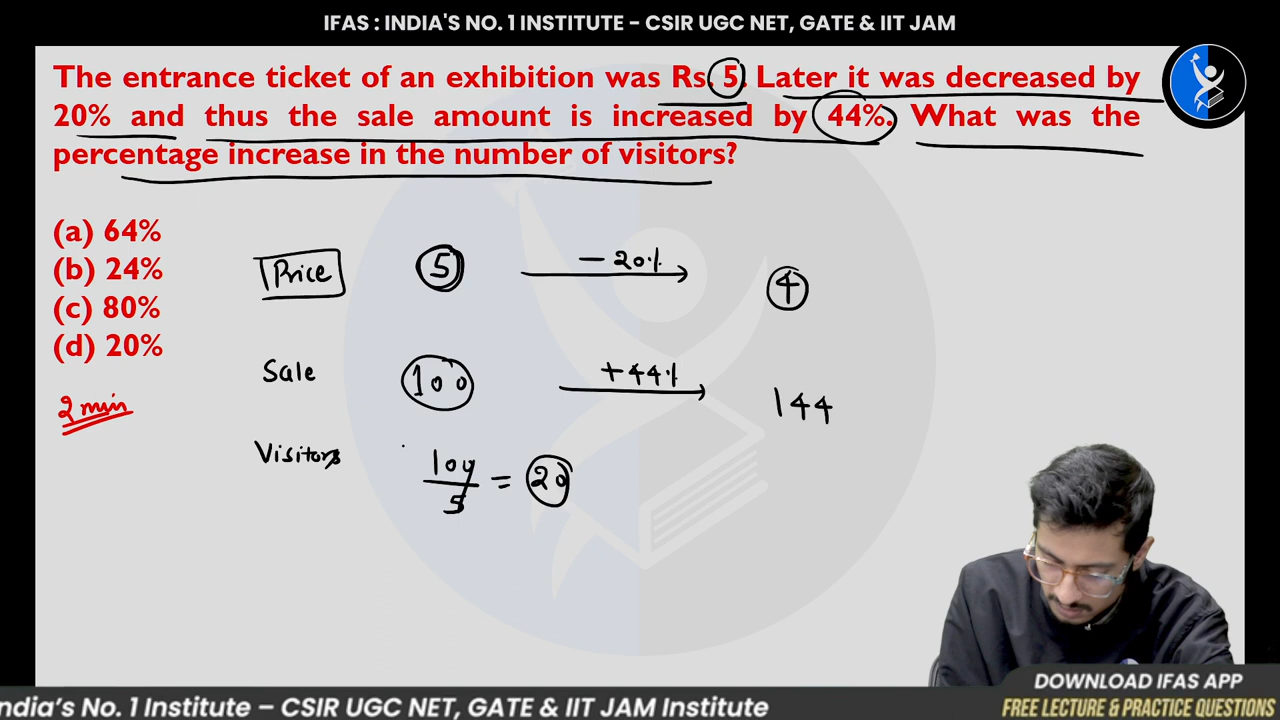 IFAS : INDIA'S NO. 1 INSTITUTE – CSIR UGC NET, GATE & IIT JAM
The entrance ticket of an exhibition was Rs. 5. Later it was decreased by
20% and thus the sale amount is increased by 44%. What was the
percentage increase in the number of visitors?
(a) 64%
(b) 24%
(c) 80%
(d) 20%
2 min
Price 5 – 20% 4
Sale 100 +44% 144
Visitors 100/5 = 20
DOWNLOAD IFAS APP
FREE LECTURE & PRACTICE QUESTIONS
ndia's No. 1 Institute – CSIR UGC NET, GATE & IIT JAM Institute